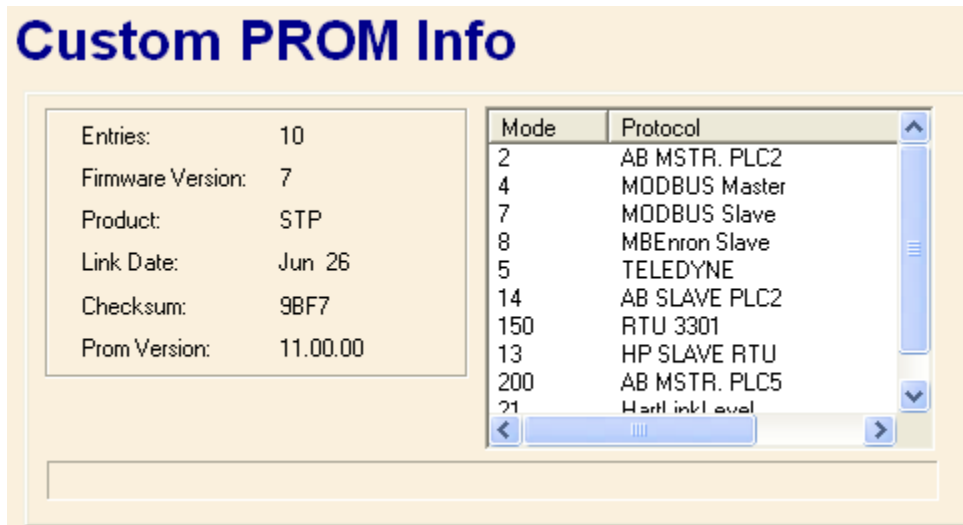 Custom PROM Info
Entries: 10
Firmware Version: 7
Product: STP
Link Date: Jun 26
Checksum: 9BF7
Prom Version: 11.00.00
Mode Protocol
2 AB MSTR. PLC2
4 MODBUS Master
7 MODBUS Slave
8 MBEnron Slave
5 TELEDYNE
14 AB SLAVE PLC2
150 RTU 3301
13 HP SLAVE RTU
200 AB MSTR. PLC5
21 HartLinkLevel